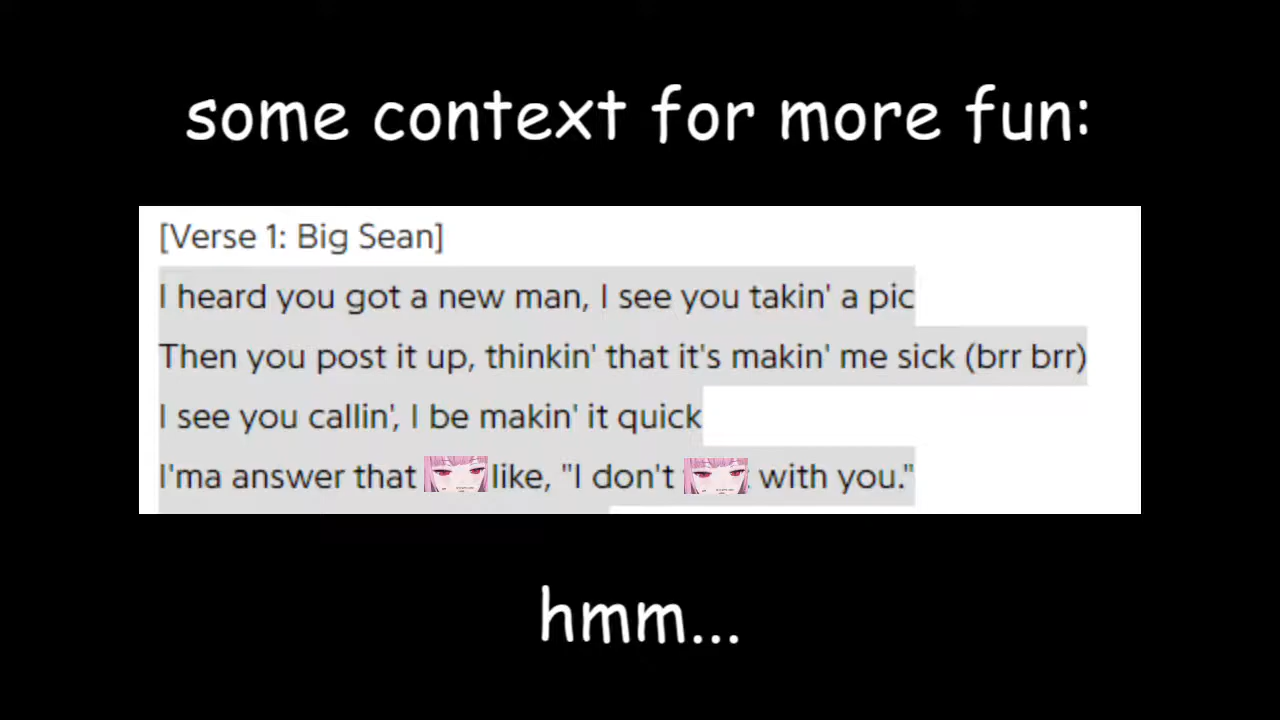 some context for more fun:
[Verse 1: Big Sean]
I heard you got a new man, I see you takin' a pic
Then you post it up, thinkin' that it's makin' me sick (brr brr)
I see you callin', I be makin' it quick
I'ma answer that like, "I don't with you."
hmm...